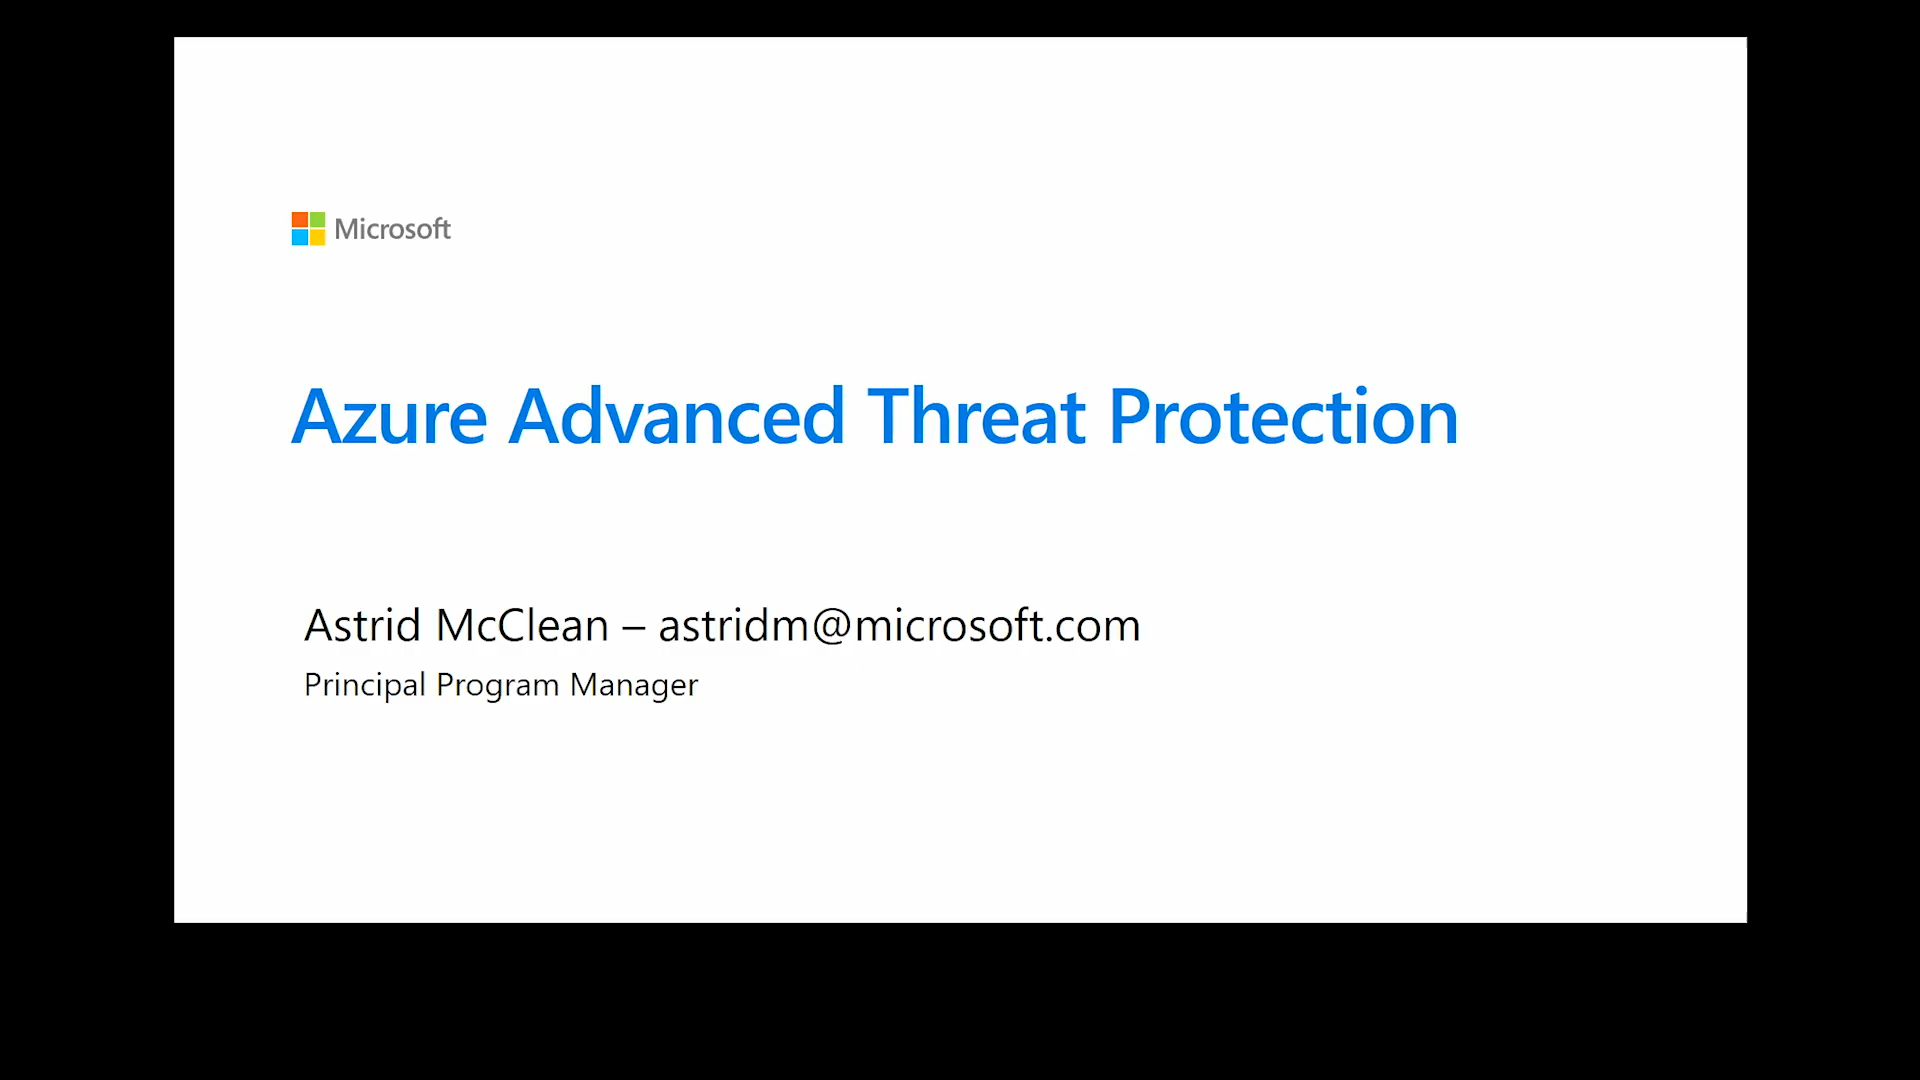 Microsoft
Azure Advanced Threat Protection
Astrid McClean – astridm@microsoft.com
Principal Program Manager